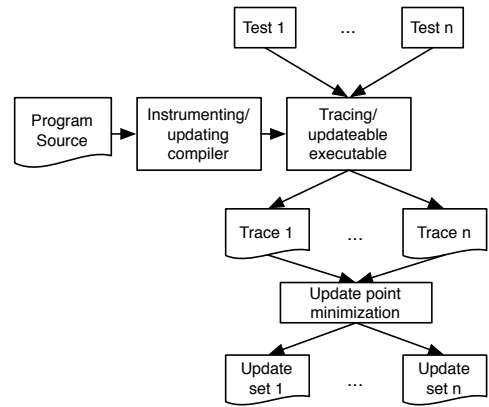 Test 1
...
Test n
Program
Source
Instrumenting/
updating
compiler
Tracing/
updateable
executable
Trace 1
...
Trace n
Update point
minimization
Update
set 1
...
Update
set n